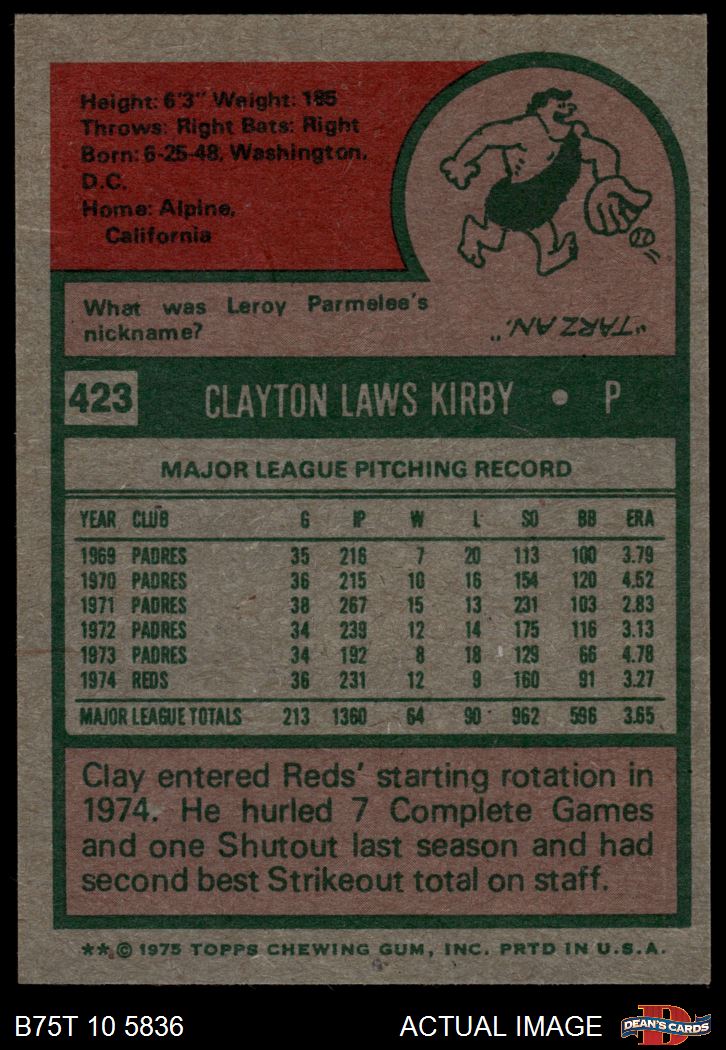 Height: 6'3" Weight: 185
Throws: Right Bats: Right
Born: 6-25-48, Washington,
D.C.
Home: Alpine,
California
What was Leroy Parmelee's
nickname?
"TARZAN."
423 CLAYTON LAWS KIRBY • P
MAJOR LEAGUE PITCHING RECORD
YEAR CLUB G IP W L SO BB ERA
1969 PADRES 35 216 7 20 113 100 3.79
1970 PADRES 36 215 10 16 154 120 4.52
1971 PADRES 38 267 15 13 231 103 2.83
1972 PADRES 34 239 12 14 175 116 3.13
1973 PADRES 34 192 8 18 129 66 4.78
1974 REDS 36 231 12 9 160 91 3.27
MAJOR LEAGUE TOTALS 213 1360 64 90 962 596 3.65
Clay entered Reds' starting rotation in
1974. He hurled 7 Complete Games
and one Shutout last season and had
second best Strikeout total on staff.
**© 1975 TOPPS CHEWING GUM, INC. PRTD IN U.S.A.
B75T 10 5836 ACTUAL IMAGE
D
DEAN'S CARDS